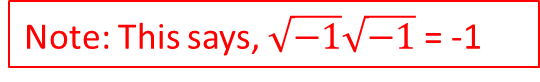 Note: This says, √−1√−1 = -1